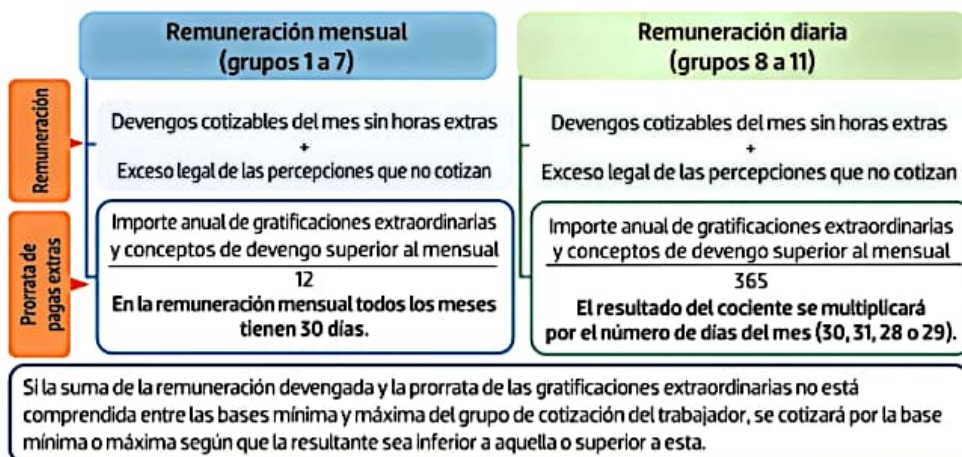 Remuneración mensual
(grupos 1 a 7)
Remuneración diaria
(grupos 8 a 11)
Remuneración
Devengos cotizables del mes sin horas extras
+
Exceso legal de las percepciones que no cotizan
Devengos cotizables del mes sin horas extras
+
Exceso legal de las percepciones que no cotizan
Prorrata de
pagas extras
Importe anual de gratificaciones extraordinarias
y conceptos de devengo superior al mensual
12
En la remuneración mensual todos los meses
tienen 30 días.
Importe anual de gratificaciones extraordinarias
y conceptos de devengo superior al mensual
365
El resultado del cociente se multiplicará
por el número de días del mes (30, 31, 28 o 29).
Si la suma de la remuneración devengada y la prorrata de las gratificaciones extraordinarias no está
comprendida entre las bases mínima y máxima del grupo de cotización del trabajador, se cotizará por la base
mínima o máxima según que la resultante sea inferior a aquella o superior a esta.